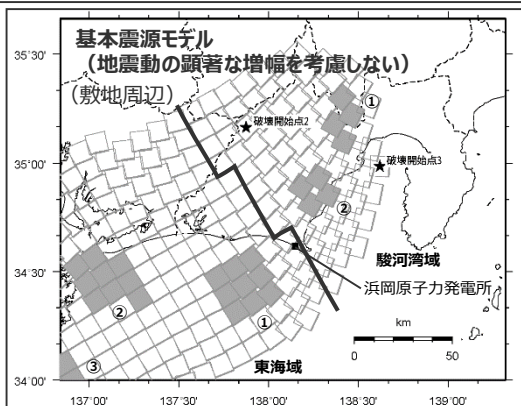 基本震源モデル
（地震動の顕著な増幅を考慮しない）
（敷地周辺）
35°30'
35°00'
34°30'
34°00'
①
★破壊開始点2
★破壊開始点3
②
駿河湾域
浜岡原子力発電所
②
①
③
東海域
km
0 50
137°00' 137°30' 138°00' 138°30' 139°00'